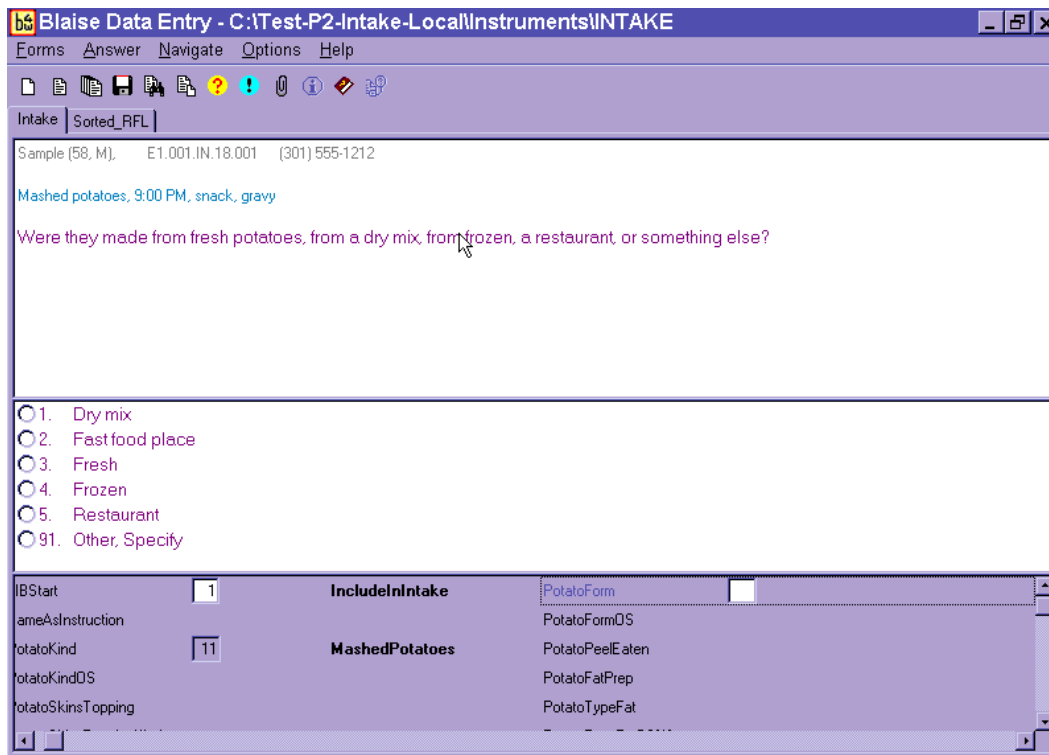 Blaise Data Entry - C:\Test-P2-Intake-Local\Instruments\INTAKE
Forms Answer Navigate Options Help
Intake Sorted_RFL
Sample (58, M), E1.001.IN.18.001 (301) 555-1212
Mashed potatoes, 9:00 PM, snack, gravy
Were they made from fresh potatoes, from a dry mix, from frozen, a restaurant, or something else?
1. Dry mix
2. Fast food place
3. Fresh
4. Frozen
5. Restaurant
91. Other, Specify
IBStart 1 IncludeInIntake PotatoForm
ameAsInstruction PotatoFormOS
otatoKind 11 MashedPotatoes PotatoPeelEaten
otatoKindOS PotatoFatPrep
otatoSkinsTopping PotatoTypeFat